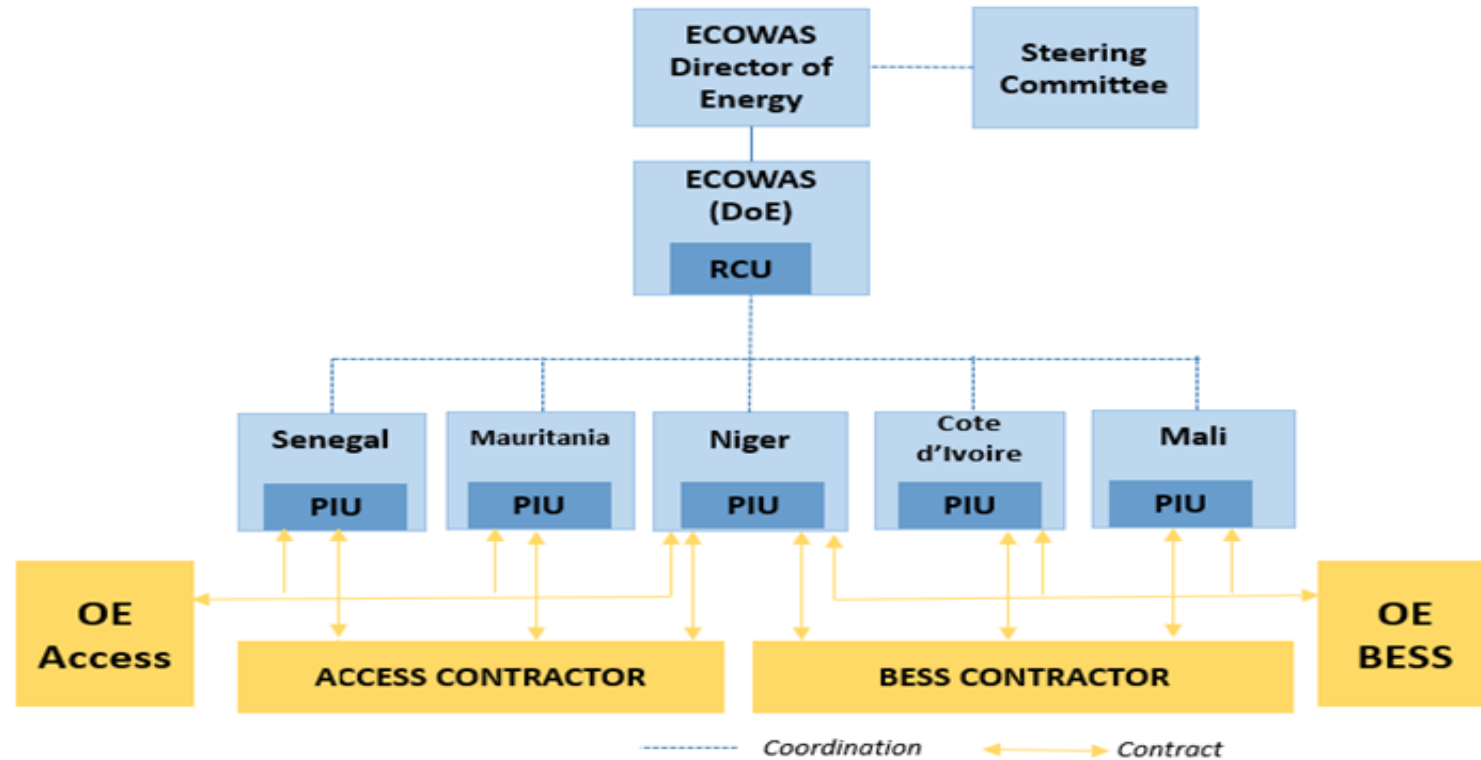 ECOWAS
Director of
Energy
Steering
Committee
ECOWAS
(DoE)
RCU
Senegal
Mauritania
Niger
Cote
d’Ivoire
Mali
PIU
PIU
PIU
PIU
PIU
OE
Access
ACCESS CONTRACTOR
BESS CONTRACTOR
OE
BESS
Coordination
Contract